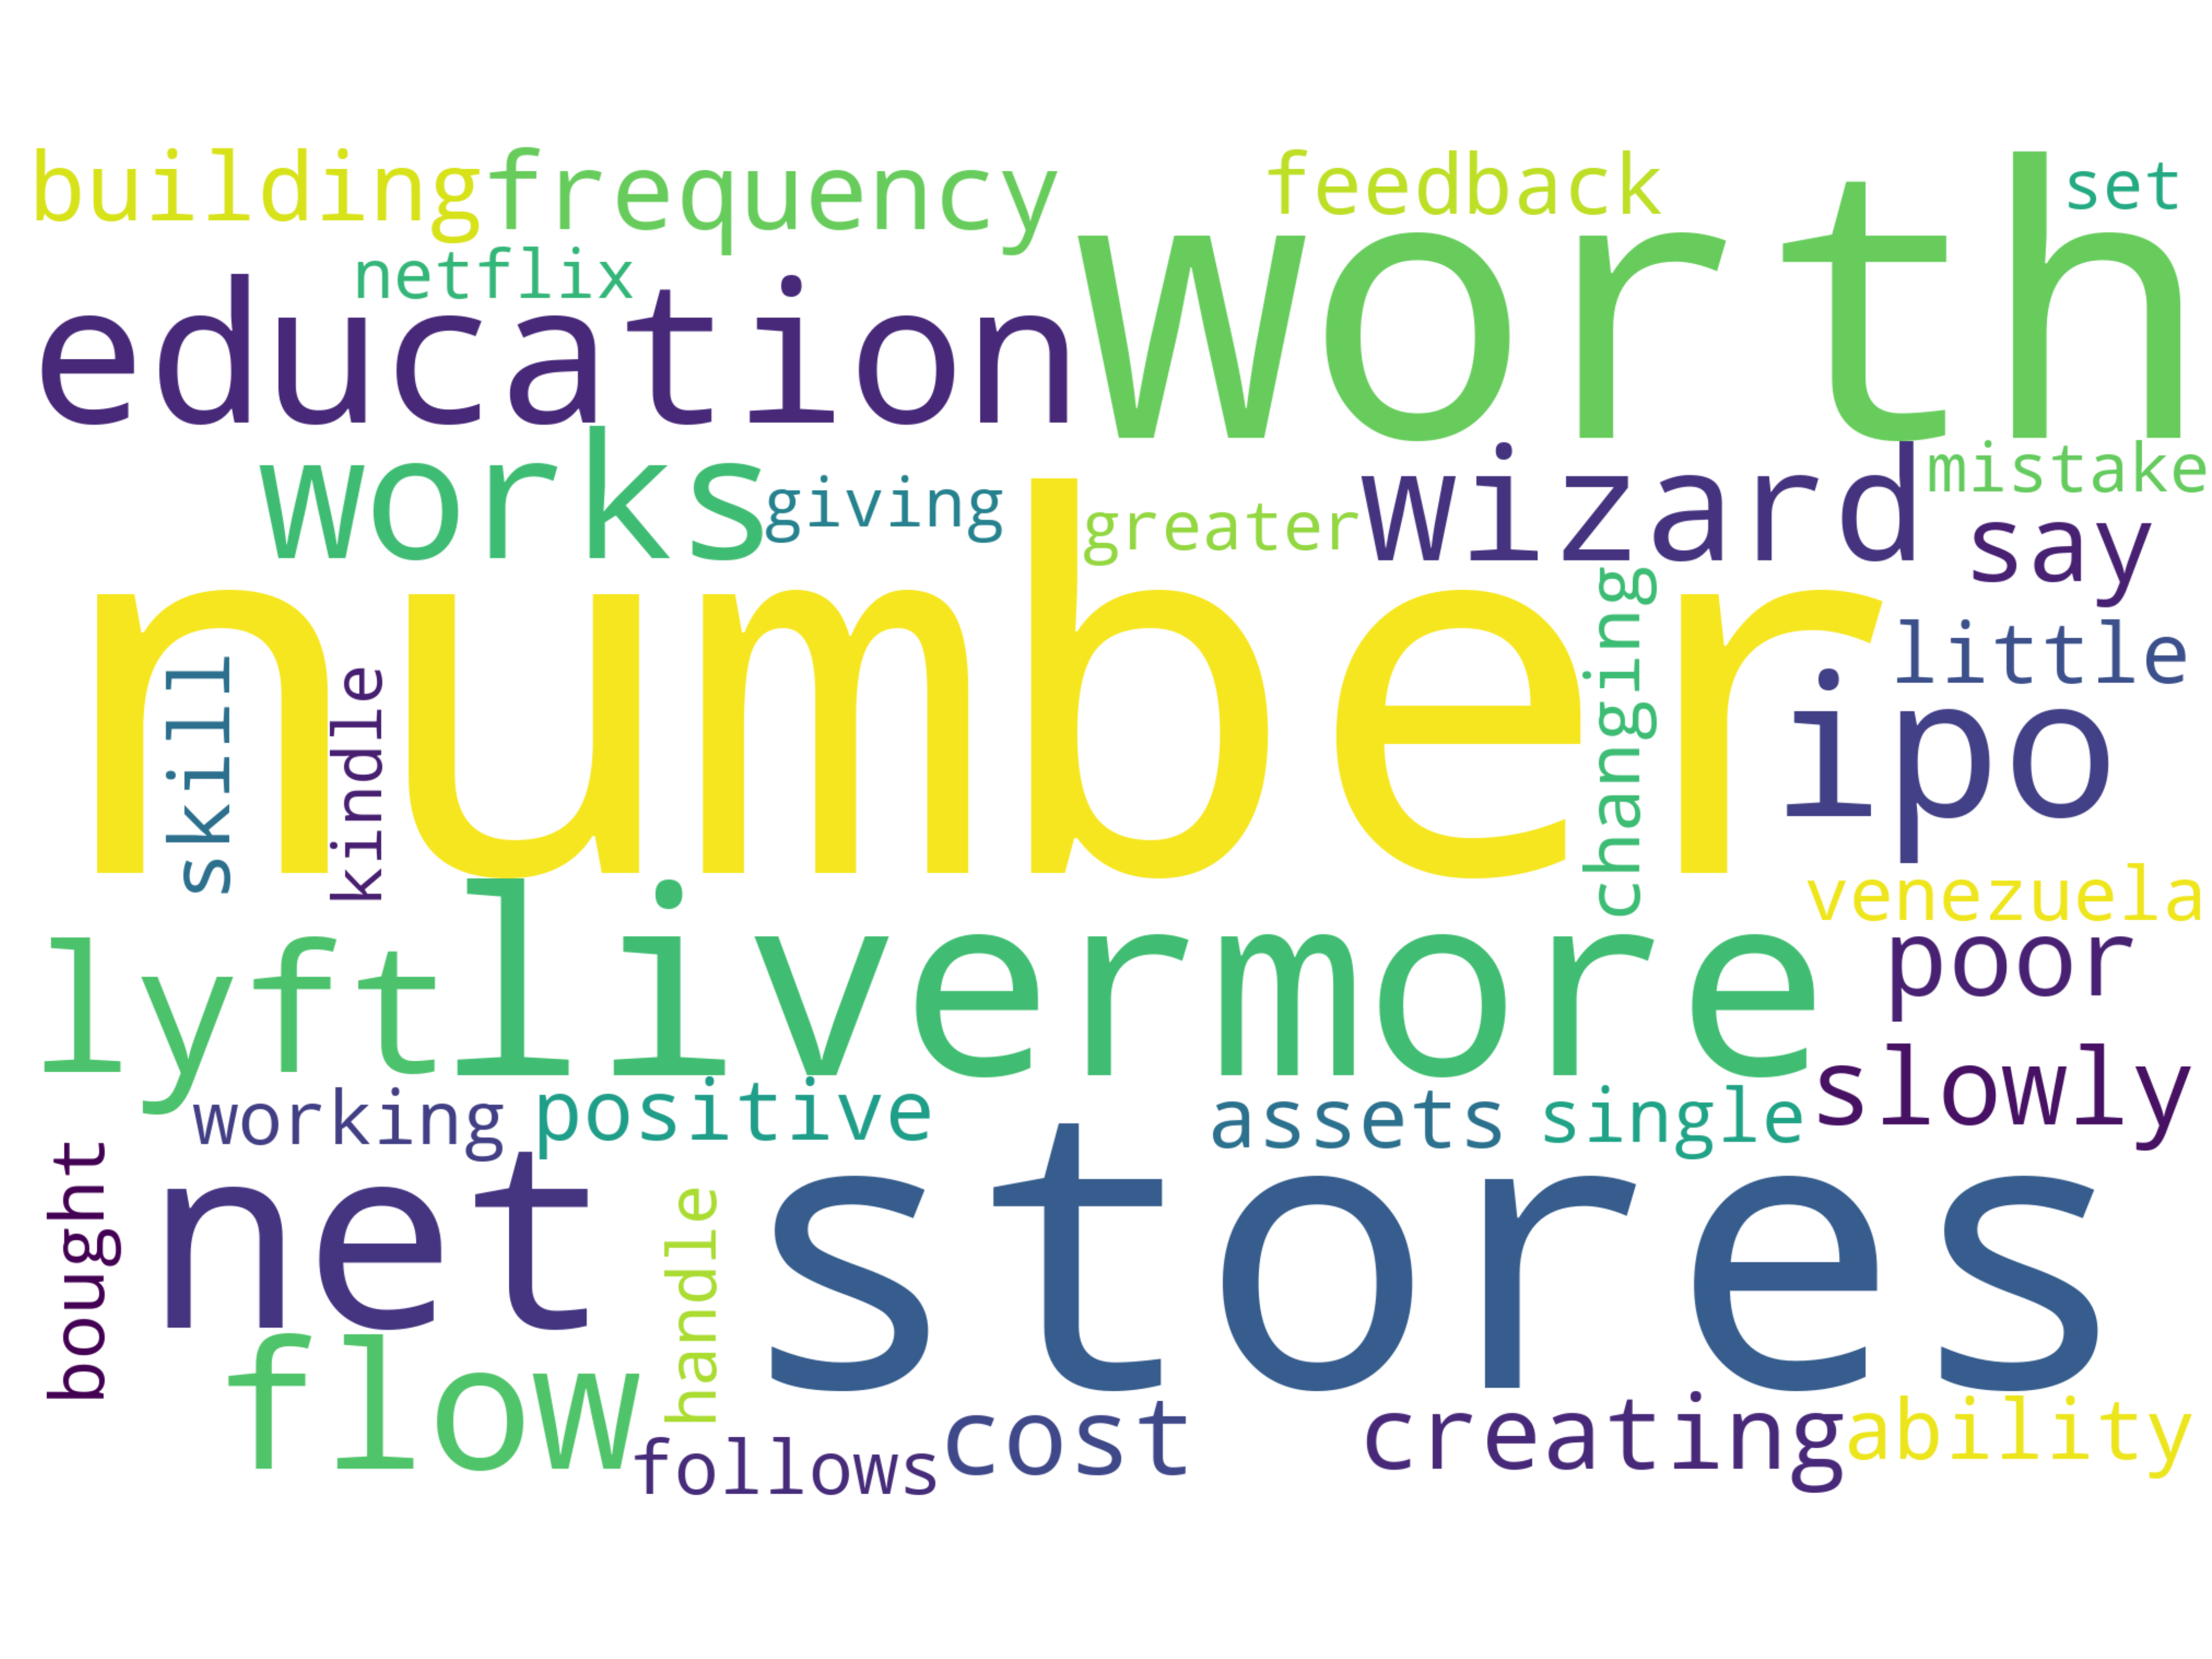 building frequency feedback set
netflix
education worth
works giving greater wizard mistake
say
number
skill kindle changing little
ipo
venezuela
lyft livermore poor
slowly
working positive assets single
bought net handle stores
flow
follows cost creating ability